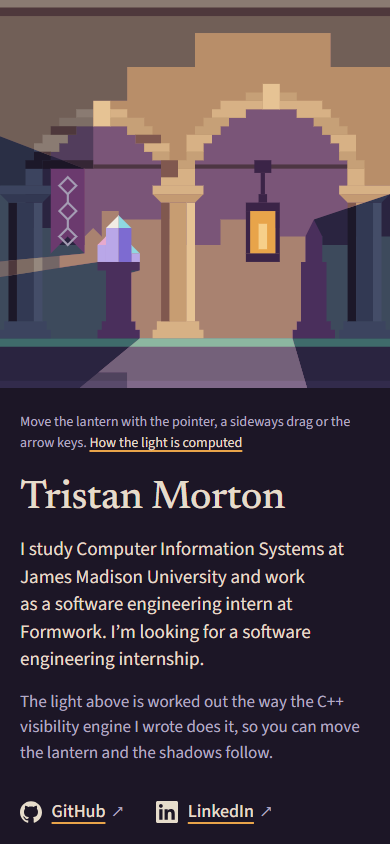 Move the lantern with the pointer, a sideways drag or the
arrow keys. How the light is computed
Tristan Morton
I study Computer Information Systems at
James Madison University and work
as a software engineering intern at
Formwork. I’m looking for a software
engineering internship.
The light above is worked out the way the C++
visibility engine I wrote does it, so you can move
the lantern and the shadows follow.
GitHub ↗ LinkedIn ↗